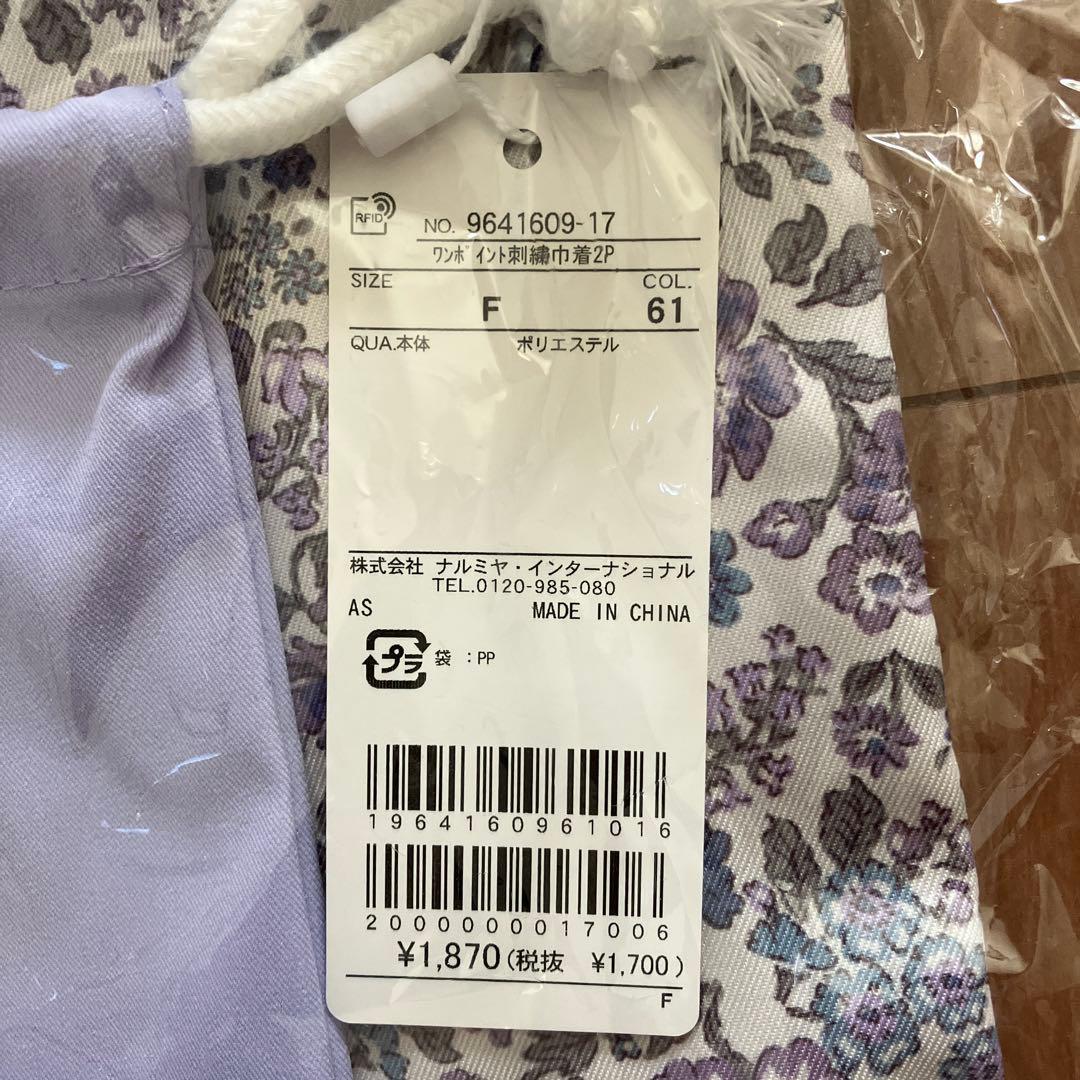 RFID
NO. 9641609-17
ﾜﾝﾎﾟｲﾝﾄ刺繍巾着2P
SIZE COL.
F 61
QUA.本体 ポリエステル
株式会社 ナルミヤ・インターナショナル
TEL.0120-985-080
AS MADE IN CHINA
プラ 袋 : PP
1964160961016
2000000017006
¥1,870(税抜 ¥1,700)
F